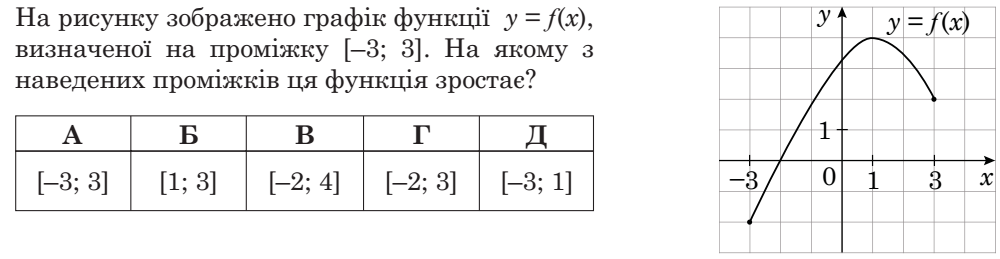 На рисунку зображено графік функції y = f(x),
визначеної на проміжку [–3; 3]. На якому з
наведених проміжків ця функція зростає?
А Б В Г Д
[–3; 3] [1; 3] [–2; 4] [–2; 3] [–3; 1]
y y = f(x)
1
–3 0 1 3 x